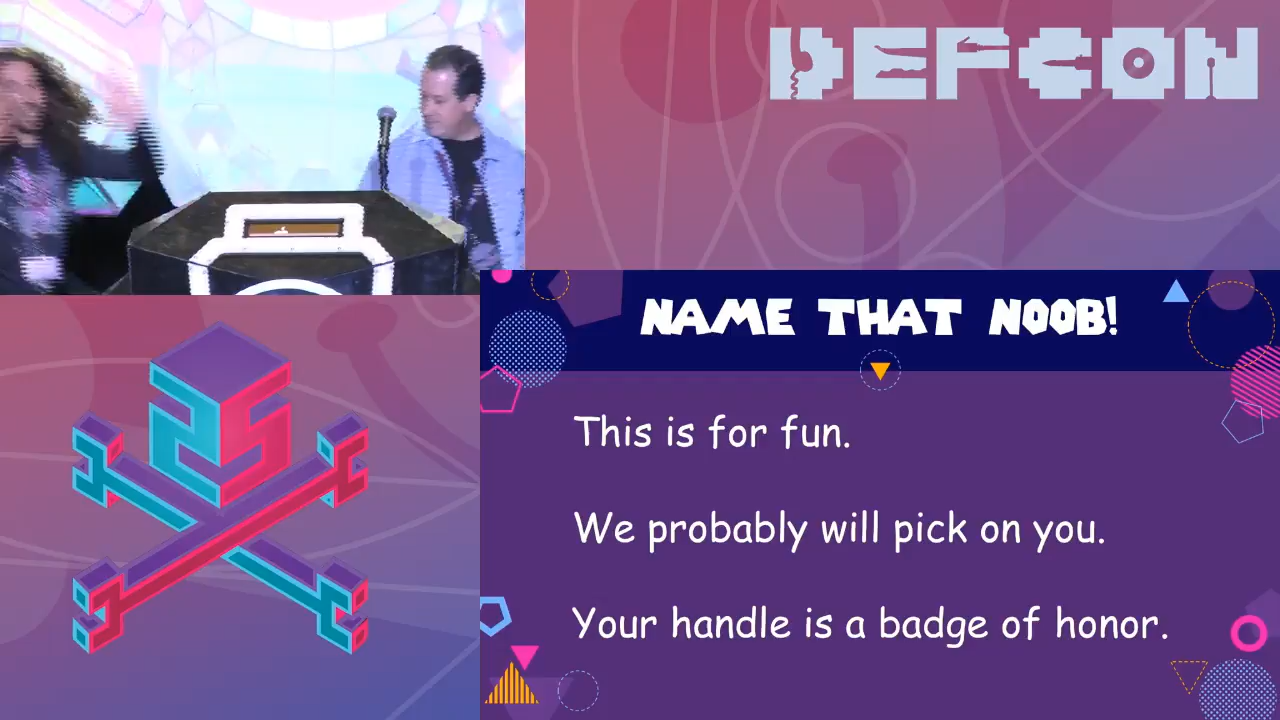 DEFCON
NAME THAT NOOB!
This is for fun.
We probably will pick on you.
Your handle is a badge of honor.